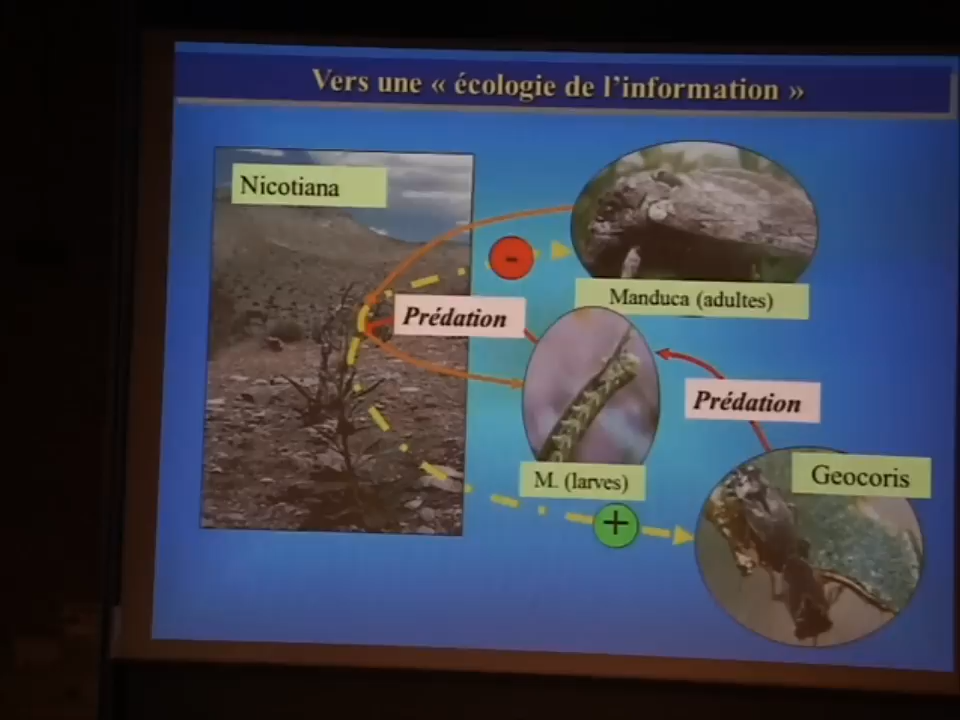 Vers une « écologie de l'information »
Nicotiana
Manduca (adultes)
Prédation
Prédation
M. (larves)
Geocoris
-
+